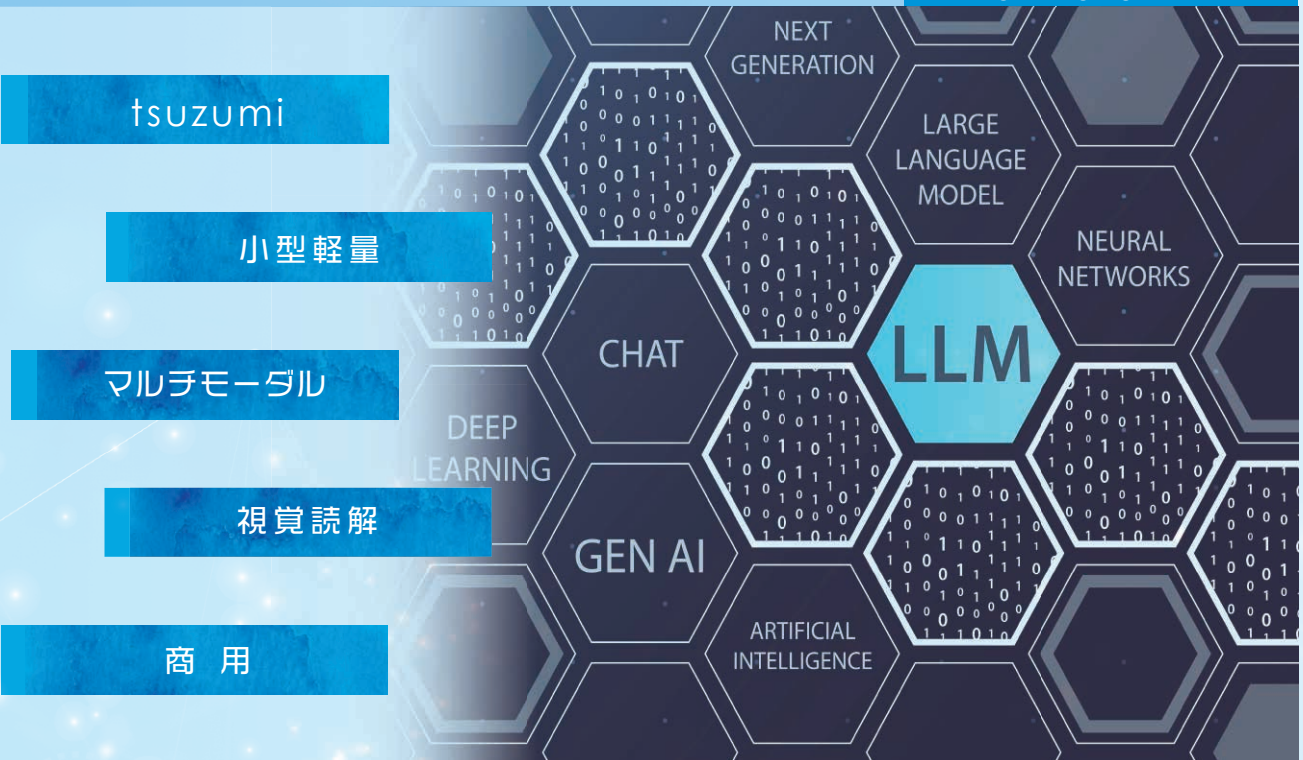 tsuzumi
小型軽量
マルチモーダル
視覚読解
商用
NEXT
GENERATION
LARGE
LANGUAGE
MODEL
NEURAL
NETWORKS
LLM
CHAT
DEEP
LEARNING
GEN AI
ARTIFICIAL
INTELLIGENCE